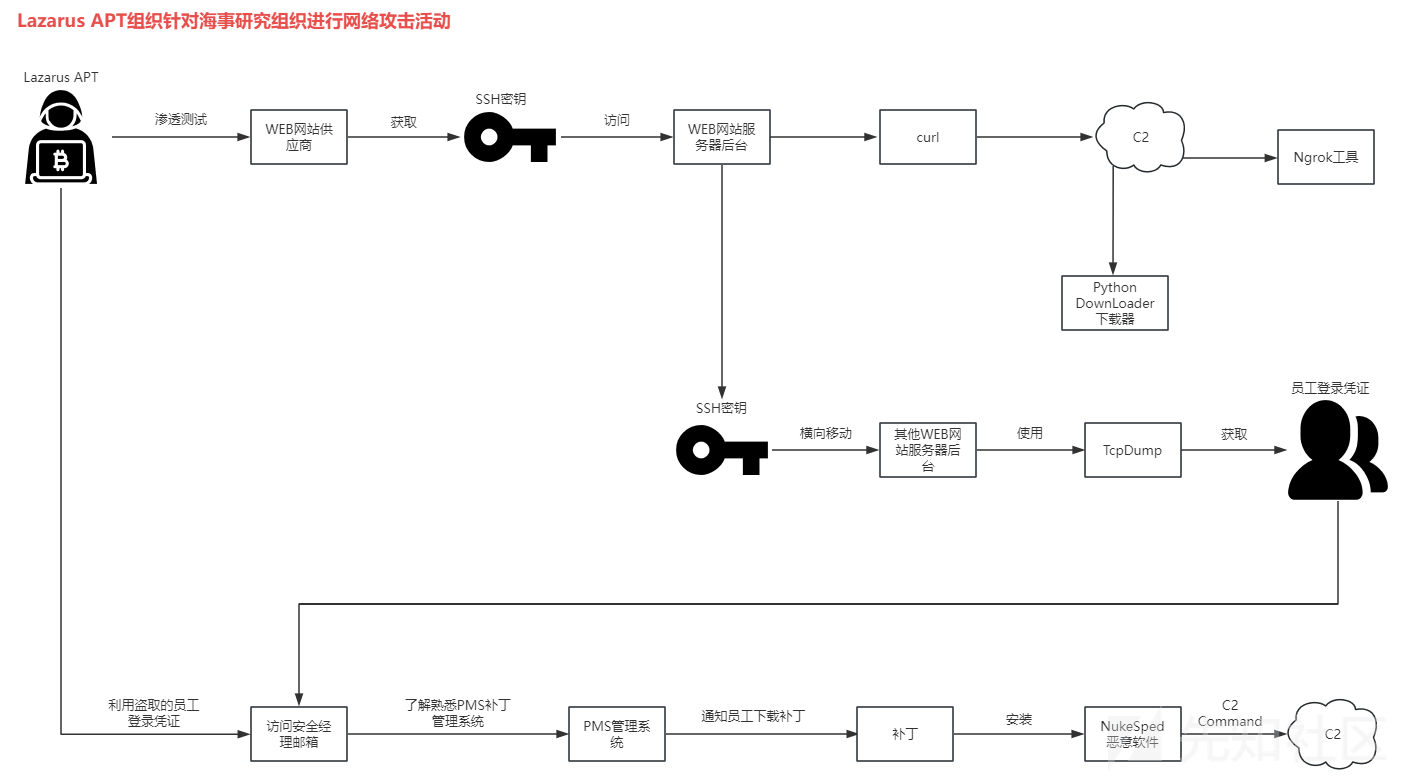 Lazarus APT组织针对海事研究组织进行网络攻击活动
Lazarus APT
渗透测试
WEB网站供
应商
获取
SSH密钥
访问
WEB网站服
务器后台
curl
C2
Ngrok工具
Python
DownLoader
下载器
SSH密钥
横向移动
其他WEB网
站服务器后
台
使用
TcpDump
获取
员工登录凭证
利用盗取的员工
登录凭证
访问安全经
理邮箱
了解熟悉PMS补丁
管理系统
PMS管理系
统
通知员工下载补丁
补丁
安装
NukeSped
恶意软件
C2
Command
C2
先知社区